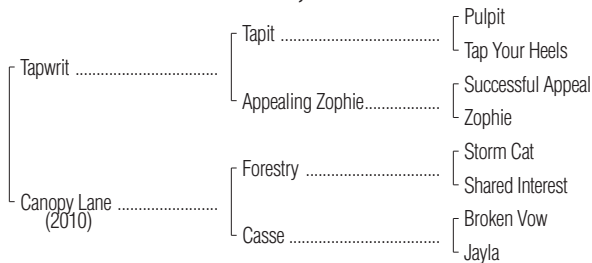 Pulpit
Tapit ........................................
Tap Your Heels
Tapwrit ....................................
Successful Appeal
Appealing Zophie...................
Zophie
Storm Cat
Forestry ..................................
Shared Interest
Canopy Lane .........................
(2010)
Broken Vow
Casse ......................................
Jayla